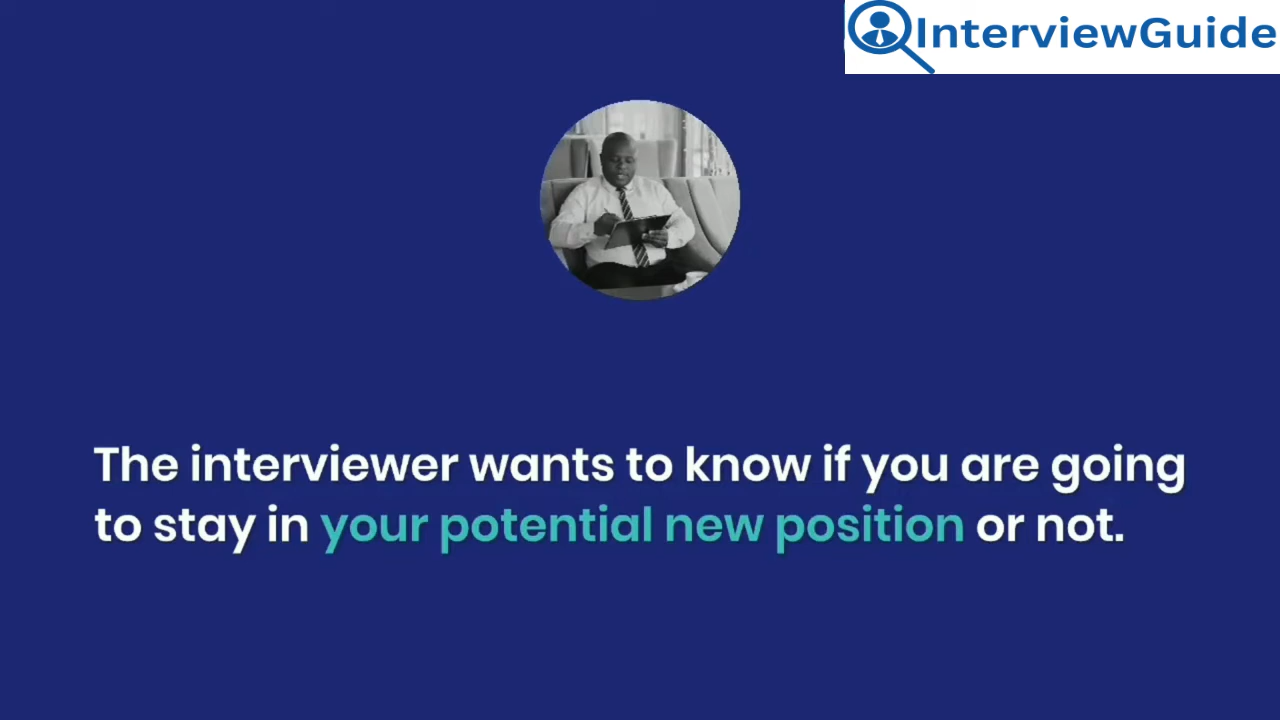 InterviewGuide
The interviewer wants to know if you are going
to stay in your potential new position or not.